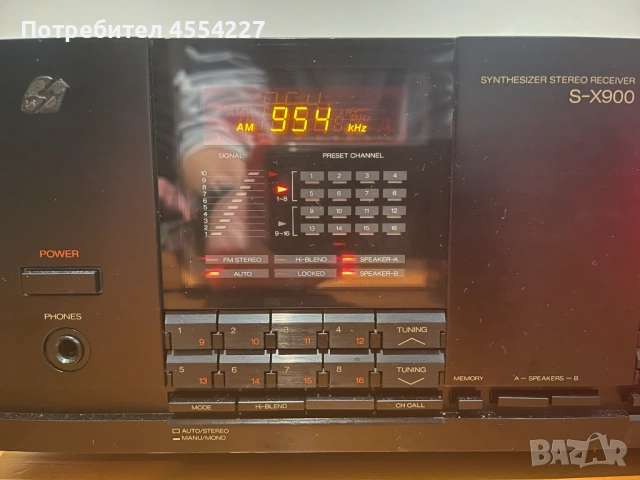 Потребител 4554227
SYNTHESIZER STEREO RECEIVER
S-X900
AM 954 kHz
SIGNAL PRESET CHANNEL
10
9
8
7
6
5
4
3
2
1
1 2 3 4
5 6 7 8
1~8
9 10 11 12
13 14 15 16
9~16
FM STEREO HI-BLEND SPEAKER-A
AUTO LOCKED SPEAKER-B
POWER
PHONES
1 9 2 10 3 11 4 12 TUNING
5 13 6 14 7 15 8 16 TUNING
MODE HI-BLEND CH CALL MEMORY A - SPEAKERS - B
AUTO/STEREO
MANU/MONO
BAZAR